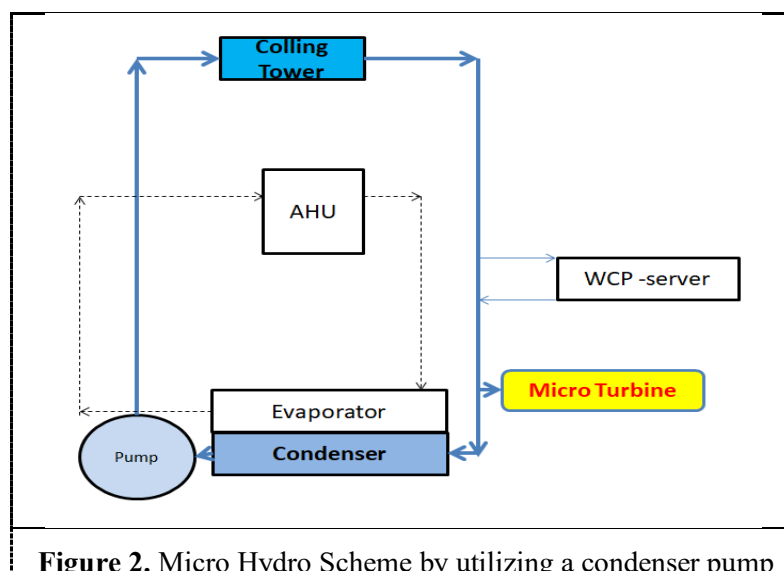 Colling
Tower
AHU
WCP -server
Micro Turbine
Evaporator
Condenser
Pump
Figure 2. Micro Hydro Scheme by utilizing a condenser pump